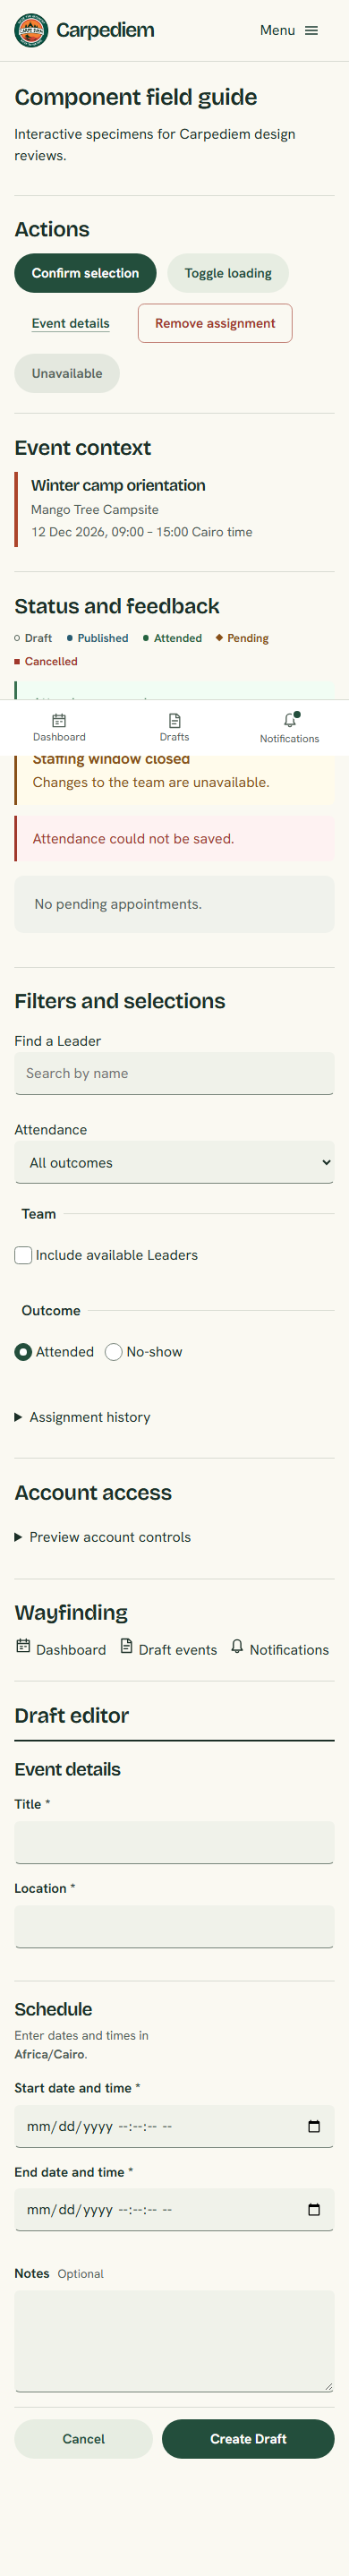 Carpediem
Menu
Component field guide
Interactive specimens for Carpediem design
reviews.
Actions
Confirm selection
Toggle loading
Event details
Remove assignment
Unavailable
Event context
Winter camp orientation
Mango Tree Campsite
12 Dec 2026, 09:00 – 15:00 Cairo time
Status and feedback
Draft
Published
Attended
Pending
Cancelled
Dashboard
Drafts
Notifications
Staffing window closed
Changes to the team are unavailable.
Attendance could not be saved.
No pending appointments.
Filters and selections
Find a Leader
Search by name
Attendance
All outcomes
Team
Include available Leaders
Outcome
Attended
No-show
Assignment history
Account access
Preview account controls
Wayfinding
Dashboard
Draft events
Notifications
Draft editor
Event details
Title *
Location *
Schedule
Enter dates and times in
Africa/Cairo.
Start date and time *
mm/dd/yyyy --:--:-- --
End date and time *
mm/dd/yyyy --:--:-- --
Notes Optional
Cancel
Create Draft